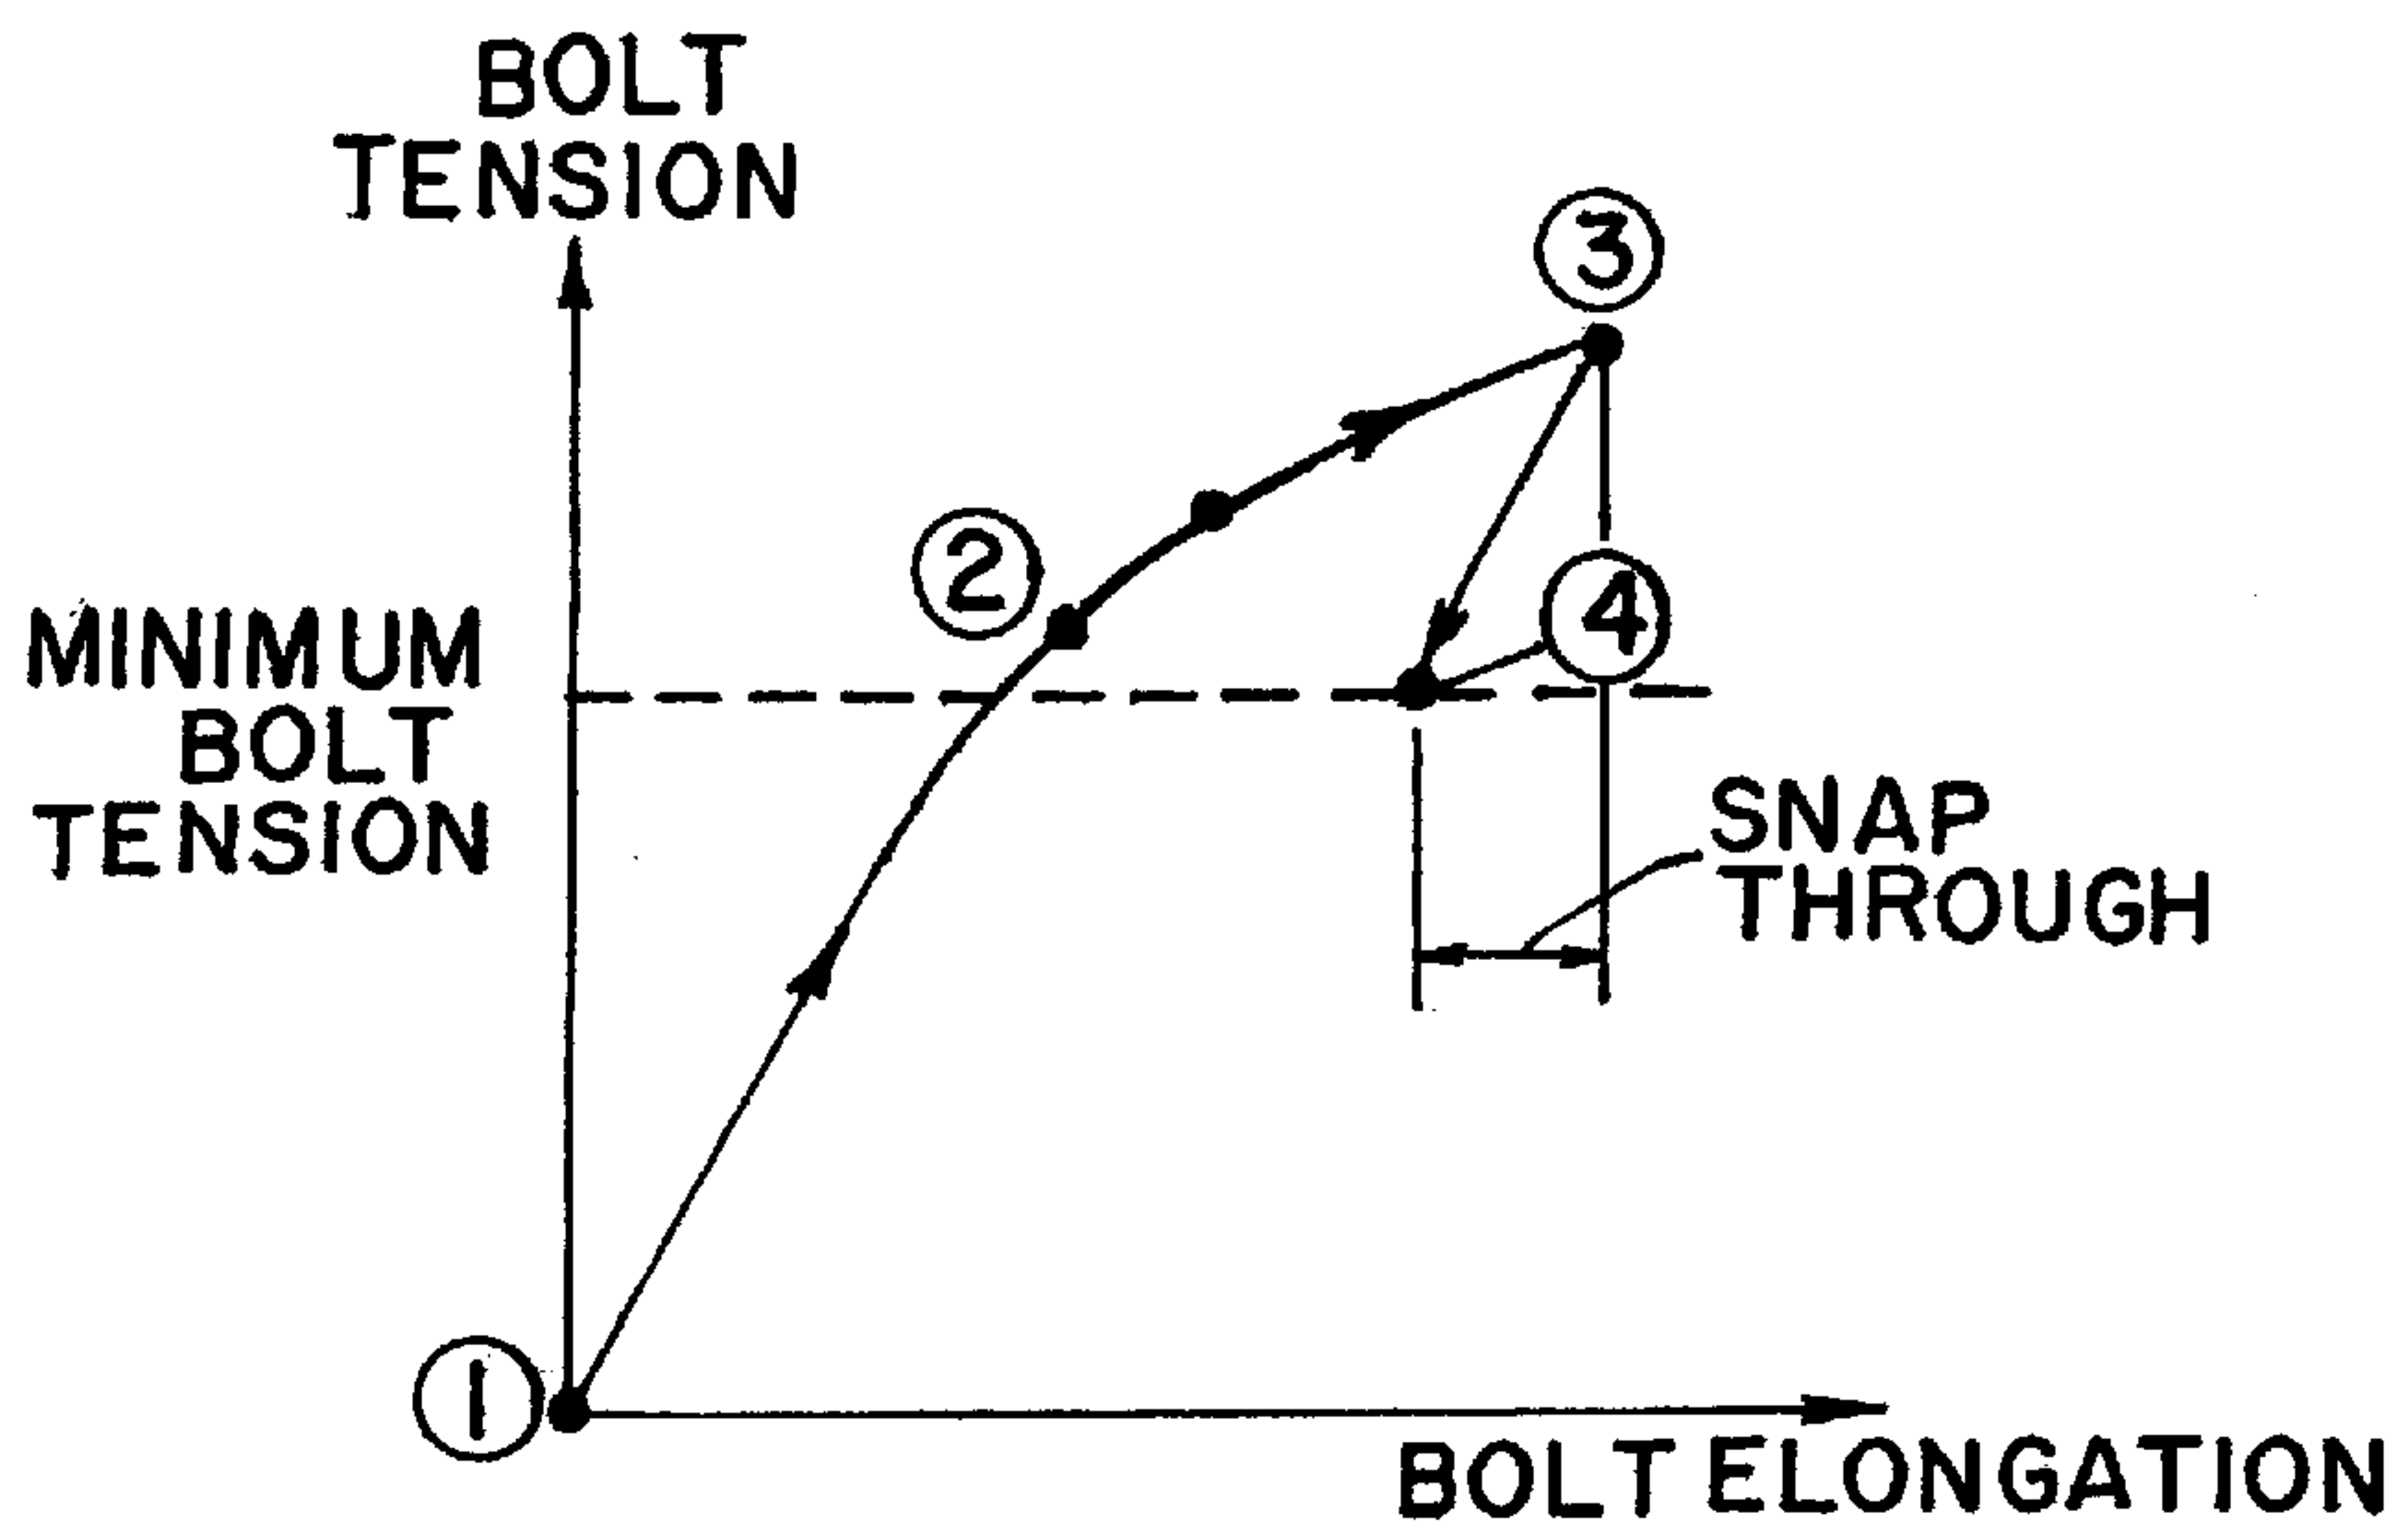 BOLT
TENSION
3
2
4
MINIMUM
BOLT
TENSION
SNAP
THROUGH
1
BOLT ELONGATION